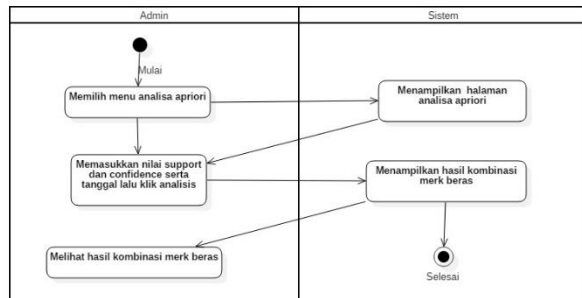 Admin
Sistem
Mulai
Memilih menu analisa apriori
Menampilkan halaman
analisa apriori
Memasukkan nilai support
dan confidence serta
tanggal lalu klik analisis
Menampilkan hasil kombinasi
merk beras
Melihat hasil kombinasi merk beras
Selesai